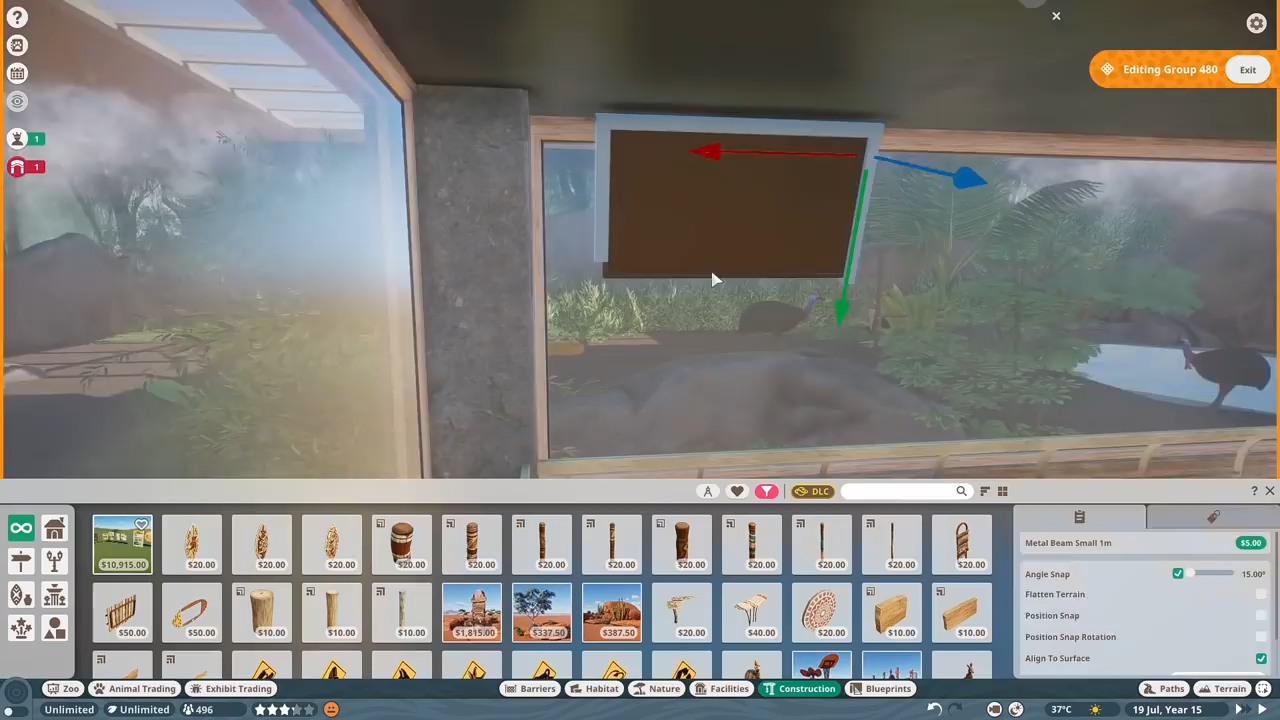 ?
Editing Group 480
Exit
1
1
DLC
?
$10,915.00
$20.00
$20.00
$20.00
$20.00
$20.00
$20.00
$20.00
$20.00
$20.00
$20.00
$20.00
$20.00
$50.00
$50.00
$10.00
$10.00
$10.00
$1,815.00
$337.50
$387.50
$20.00
$40.00
$20.00
$10.00
$10.00
Metal Beam Small 1m
$5.00
Angle Snap
15.00°
Flatten Terrain
Position Snap
Position Snap Rotation
Align To Surface
Zoo
Animal Trading
Exhibit Trading
Barriers
Habitat
Nature
Facilities
Construction
Blueprints
Paths
Terrain
Unlimited
Unlimited
496
37°C
19 Jul, Year 15